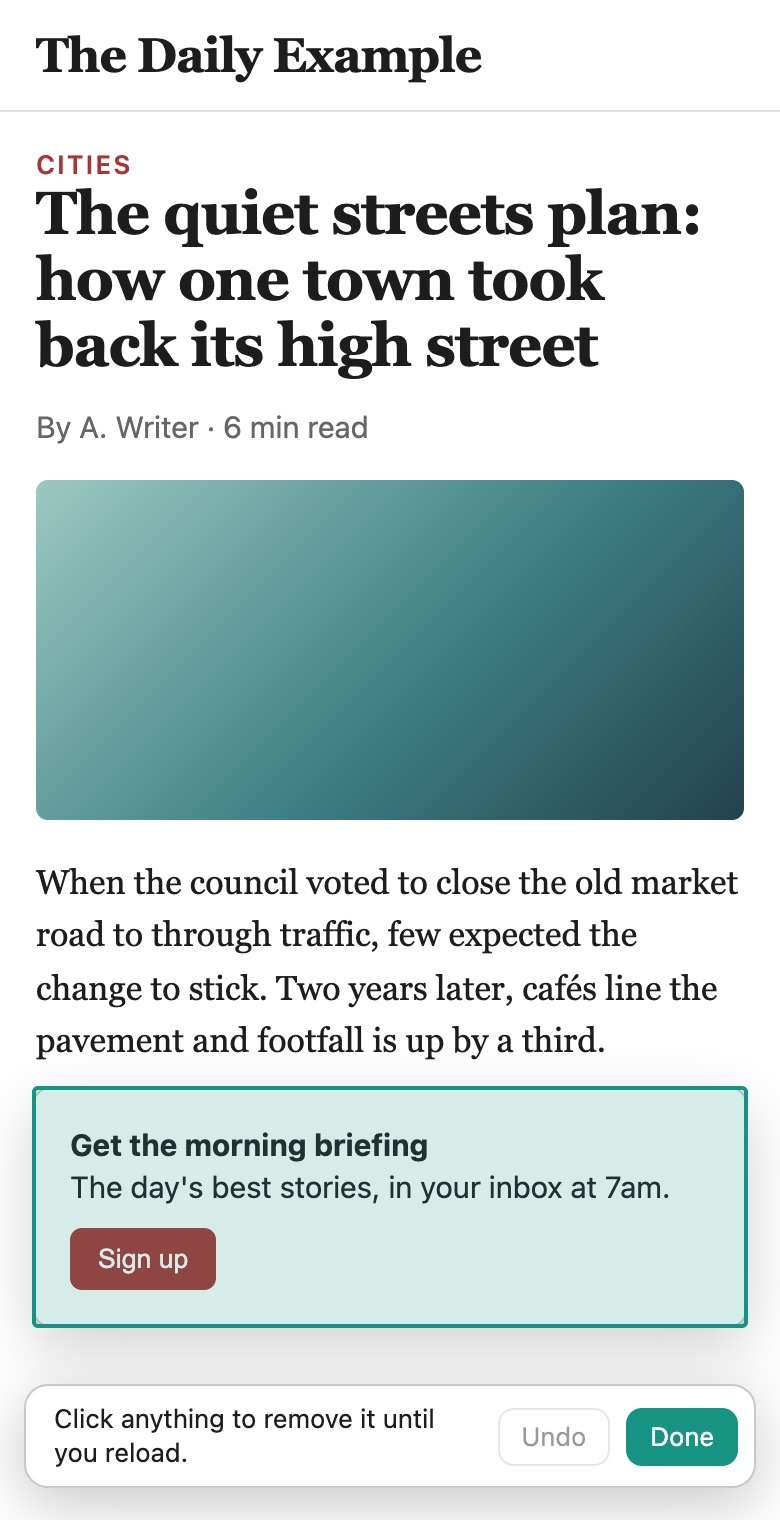 The Daily Example
CITIES
The quiet streets plan:
how one town took
back its high street
By A. Writer · 6 min read
When the council voted to close the old market
road to through traffic, few expected the
change to stick. Two years later, cafés line the
pavement and footfall is up by a third.
Get the morning briefing
The day's best stories, in your inbox at 7am.
Sign up
Click anything to remove it until
you reload.
Undo
Done